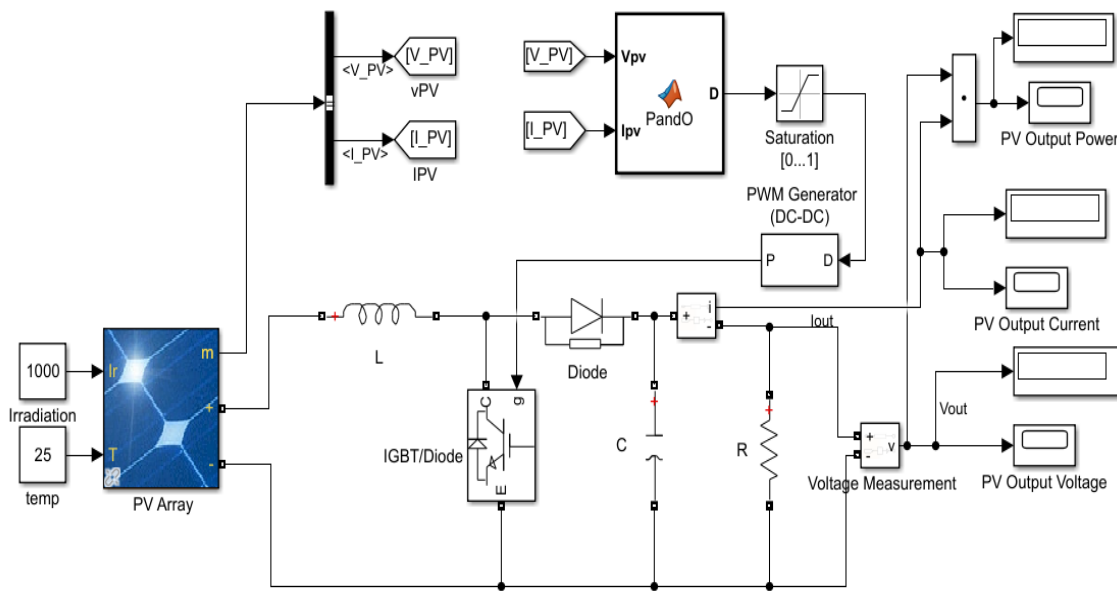 [V_PV]
<V_PV>
vPV
[I_PV]
<I_PV>
IPV
[V_PV]
Vpv
[I_PV]
Ipv
D
PandO
Saturation
[0...1]
PV Output Power
PWM Generator
(DC-DC)
P
D
PV Output Current
i
+
-
Iout
+
L
Diode
1000
Irradiation
Ir
m
+
25
temp
T
-
PV Array
C
g
E
IGBT/Diode
+
C
+
R
+
-
v
Voltage Measurement
Vout
PV Output Voltage